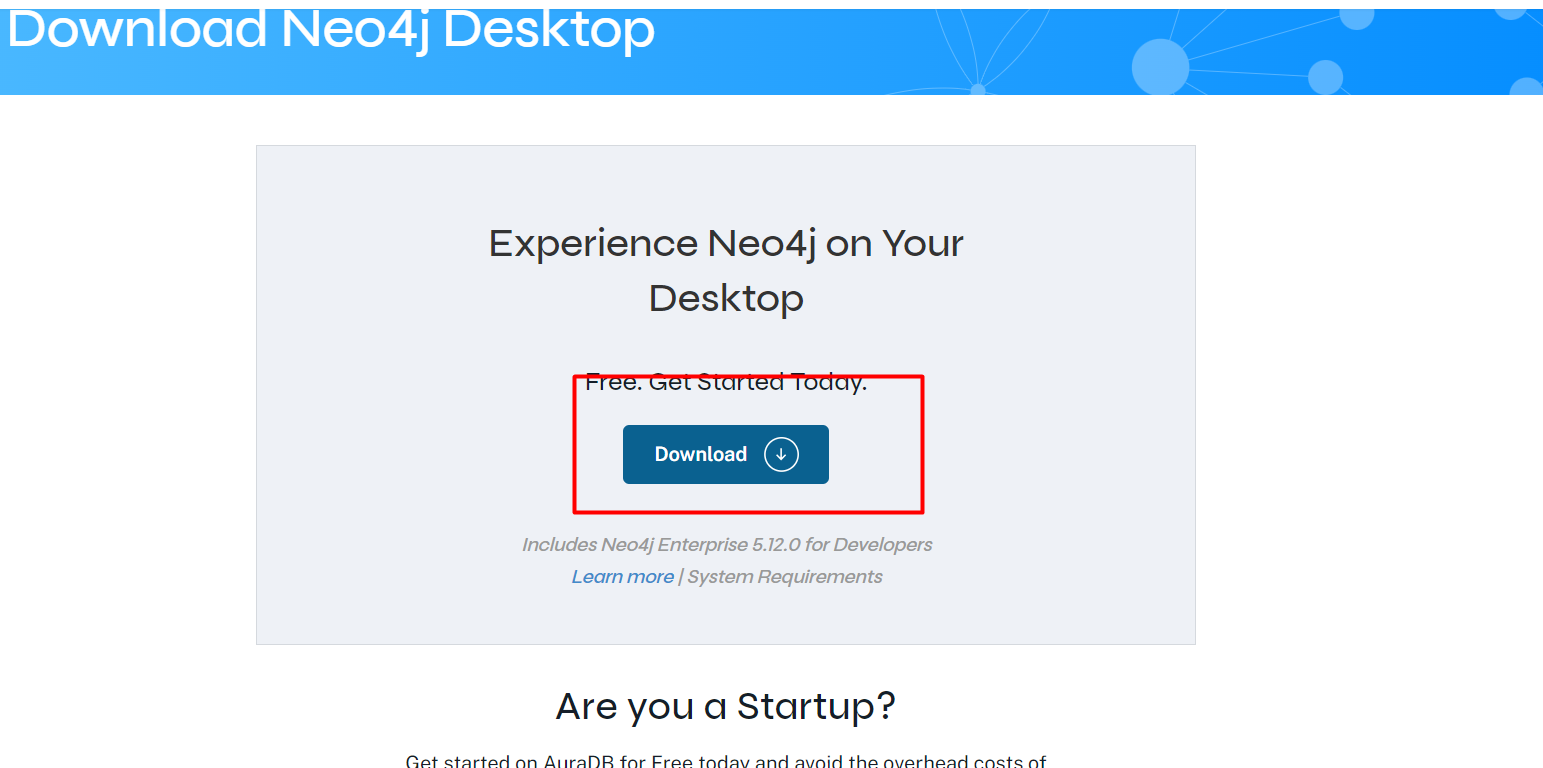 Download Neo4j Desktop
Experience Neo4j on Your
Desktop
Free. Get Started Today.
Download
Includes Neo4j Enterprise 5.12.0 for Developers
Learn more | System Requirements
Are you a Startup?
Get started on AuraDB for Free today and avoid the overhead costs of